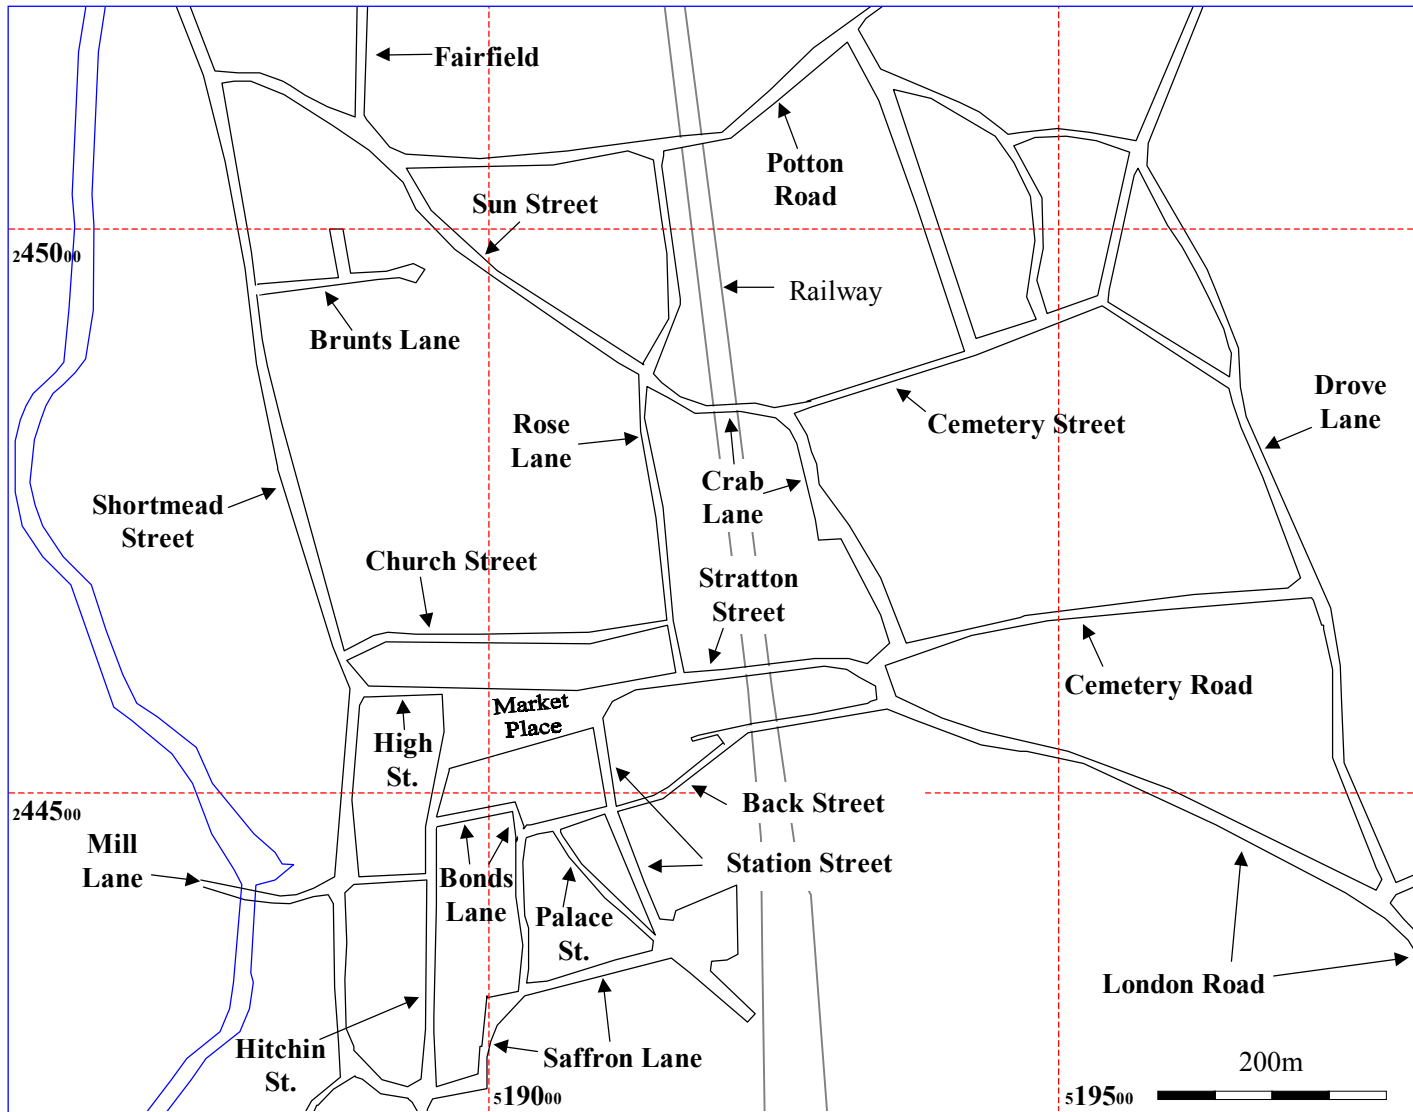 Fairfield
Potton
Road
Sun Street
245000
Railway
Brunts Lane
Drove
Lane
Rose
Lane
Cemetery Street
Crab
Lane
Shortmead
Street
Church Street
Stratton
Street
Cemetery Road
Market
Place
High
St.
244500
Back Street
Mill
Lane
Bonds
Lane
Station Street
Palace
St.
London Road
Hitchin
St.
Saffron Lane
200m
519000
519500